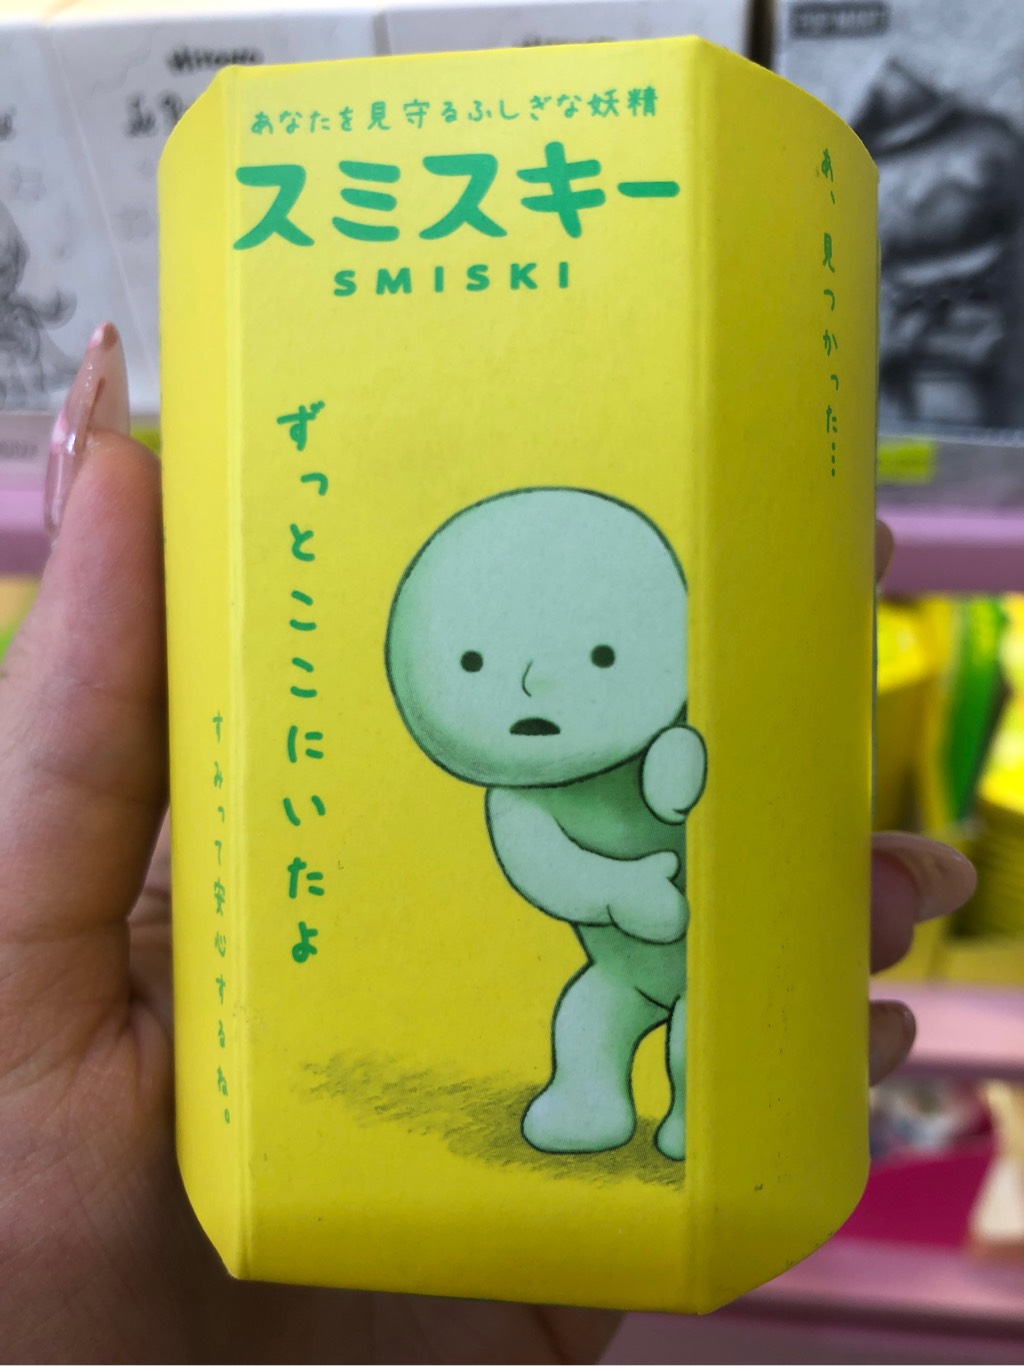 あなたを見守るふしぎな妖精
スミスキー
SMISKI
ずっとここにいたよ
すみって安心するね。
あ、見つかった…